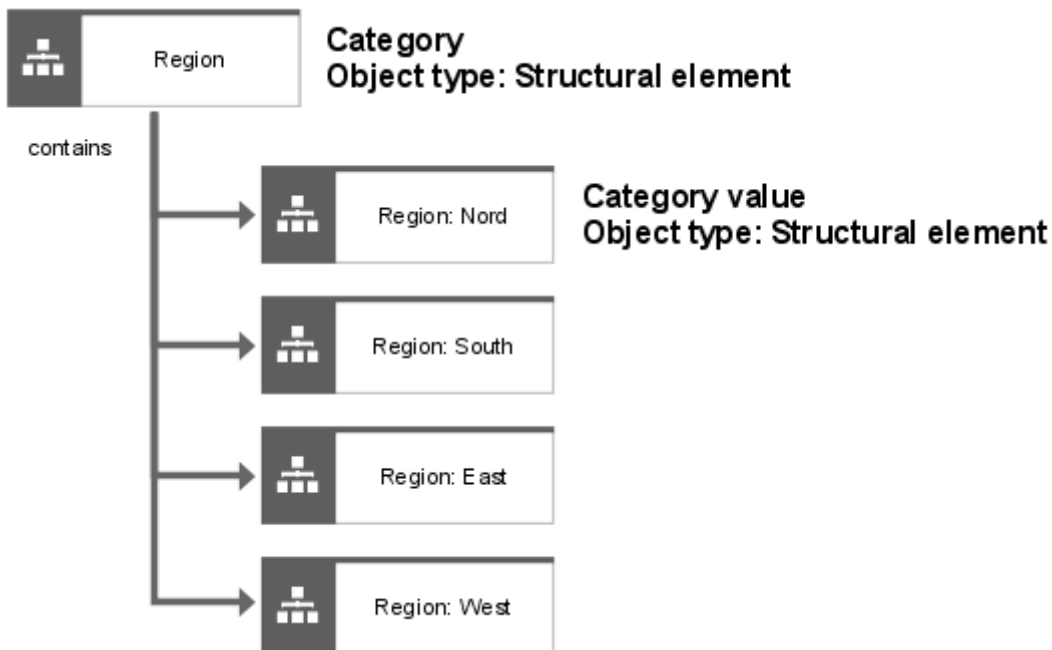 Region
Category
Object type: Structural element
contains
Region: Nord
Category value
Object type: Structural element
Region: South
Region: East
Region: West